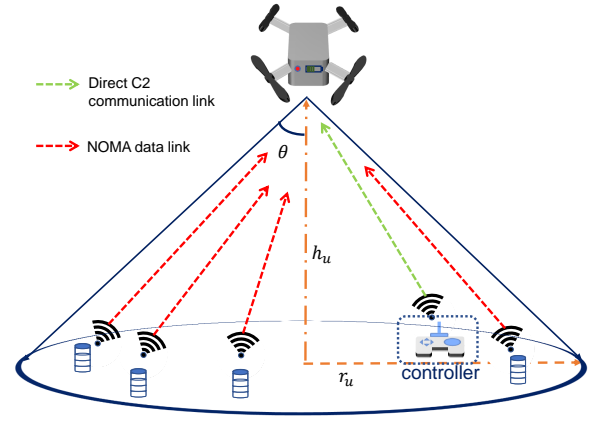 Direct C2
communication link
NOMA data link
θ
h_u
controller
r_u